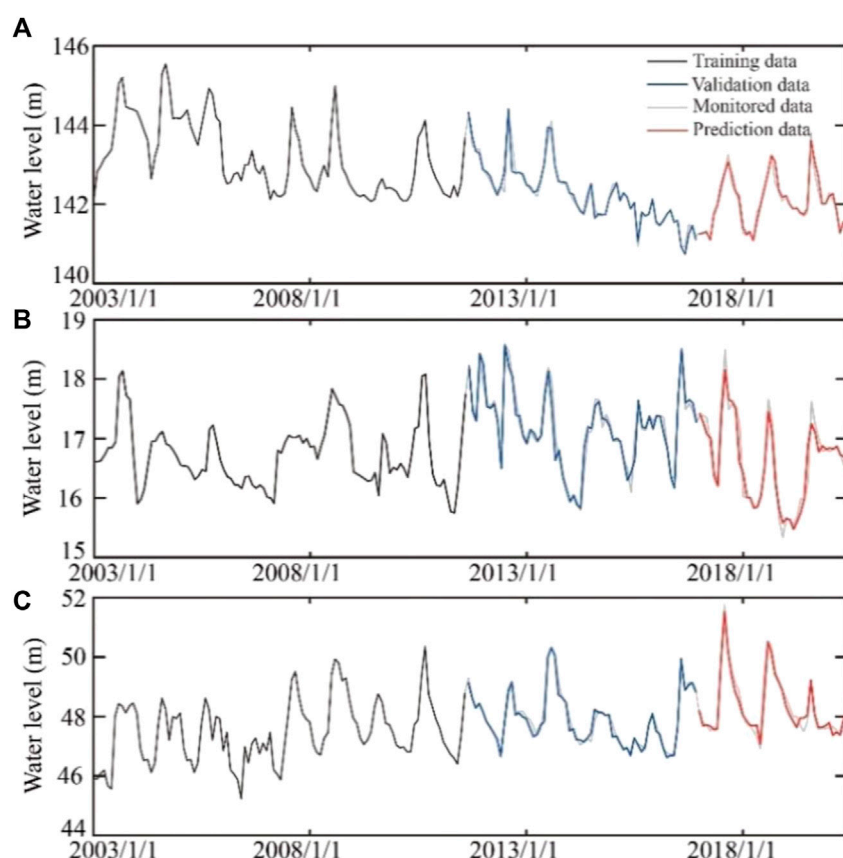 A
146
144
142
140
Water level (m)
Training data
Validation data
Monitored data
Prediction data
2003/1/1 2008/1/1 2013/1/1 2018/1/1
B
19
18
17
16
15
Water level (m)
2003/1/1 2008/1/1 2013/1/1 2018/1/1
C
52
50
48
46
44
Water level (m)
2003/1/1 2008/1/1 2013/1/1 2018/1/1